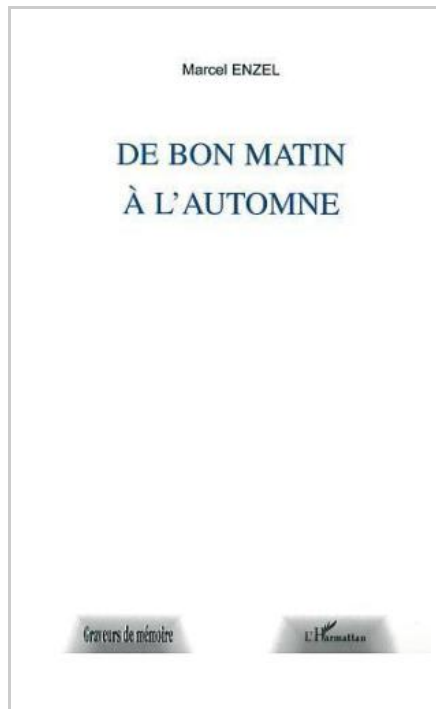 Marcel ENZEL
DE BON MATIN
À L'AUTOMNE
Graveurs de mémoire
L'Harmattan